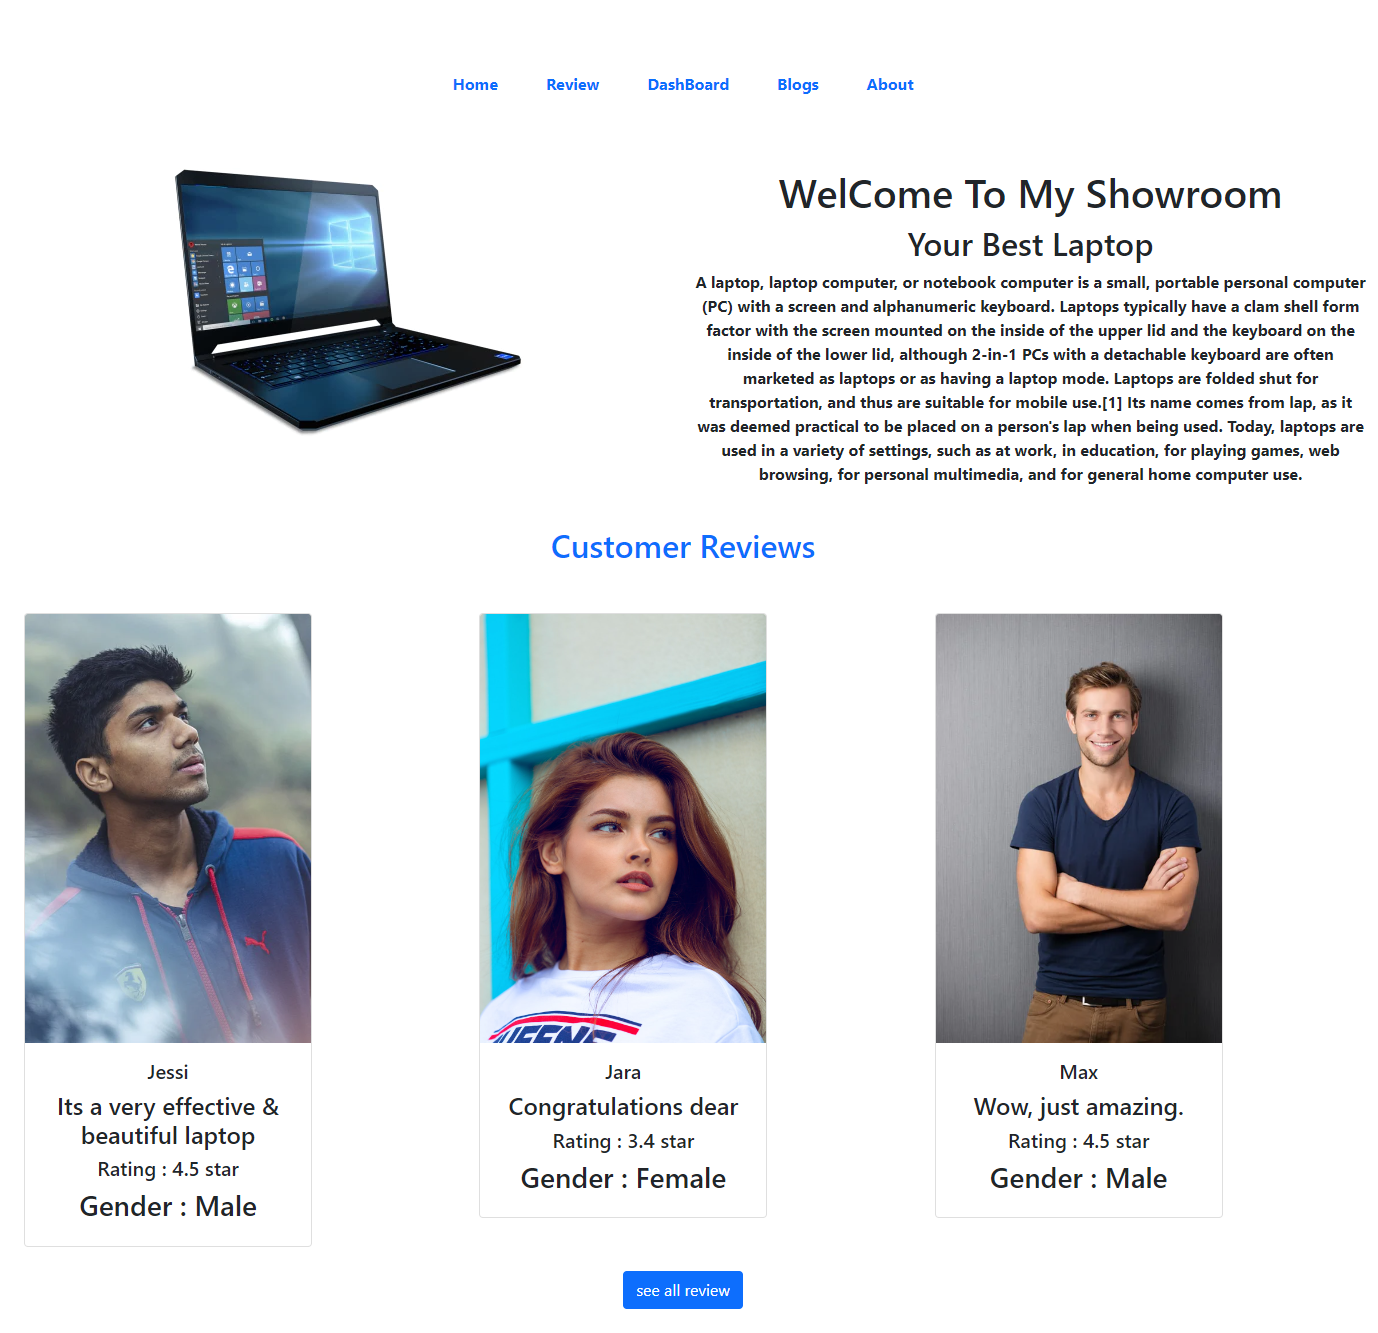 Home Review DashBoard Blogs About
WelCome To My Showroom
Your Best Laptop
A laptop, laptop computer, or notebook computer is a small, portable personal computer
(PC) with a screen and alphanumeric keyboard. Laptops typically have a clam shell form
factor with the screen mounted on the inside of the upper lid and the keyboard on the
inside of the lower lid, although 2-in-1 PCs with a detachable keyboard are often
marketed as laptops or as having a laptop mode. Laptops are folded shut for
transportation, and thus are suitable for mobile use.[1] Its name comes from lap, as it
was deemed practical to be placed on a person's lap when being used. Today, laptops are
used in a variety of settings, such as at work, in education, for playing games, web
browsing, for personal multimedia, and for general home computer use.
Customer Reviews
Jessi
Its a very effective &
beautiful laptop
Rating : 4.5 star
Gender : Male
Jara
Congratulations dear
Rating : 3.4 star
Gender : Female
Max
Wow, just amazing.
Rating : 4.5 star
Gender : Male
see all review